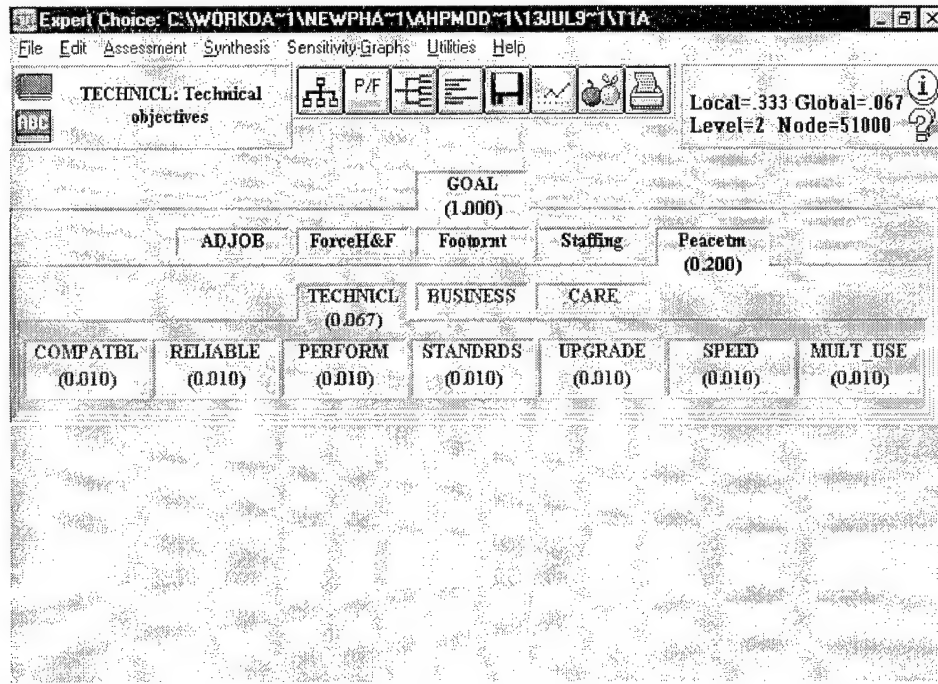 Expert Choice: C:\WORKDA~1\NEWPHA~1\AHPMOD~1\13JUL9~1\T1A
File Edit Assessment Synthesis Sensitivity-Graphs Utilities Help
TECHNICL: Technical
objectives
ABC
P/F
Local=.333 Global=.067
Level=2 Node=51000
GOAL
(1.000)
ADJOB ForceH&F Footprnt Staffing Peacetm
(0.200)
TECHNICL BUSINESS CARE
(0.067)
COMPATBL RELIABLE PERFORM STANDRDS UPGRADE SPEED MULT_USE
(0.010) (0.010) (0.010) (0.010) (0.010) (0.010) (0.010)